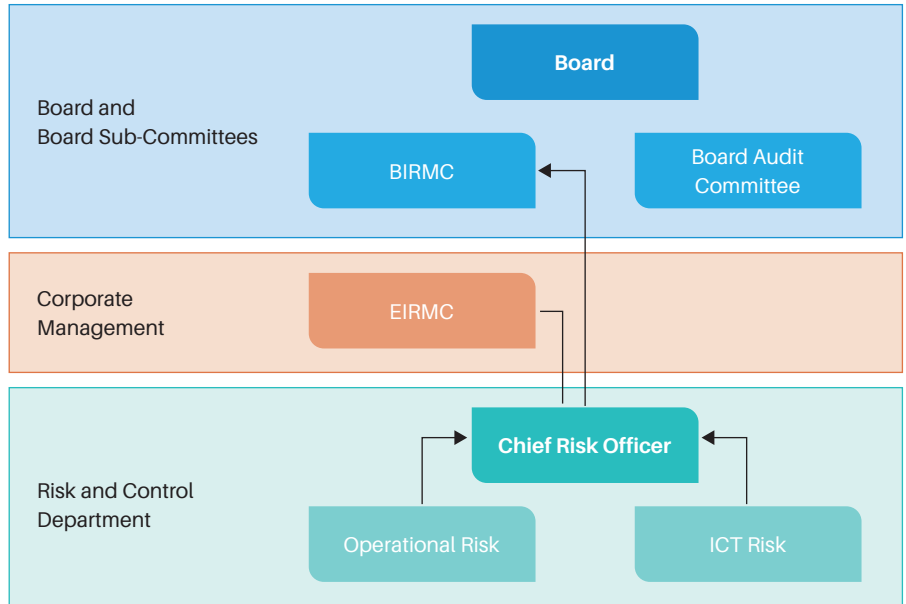 Board
Board and
Board Sub-Committees
BIRMC
Board Audit
Committee
Corporate
Management
EIRMC
Chief Risk Officer
Risk and Control
Department
Operational Risk
ICT Risk